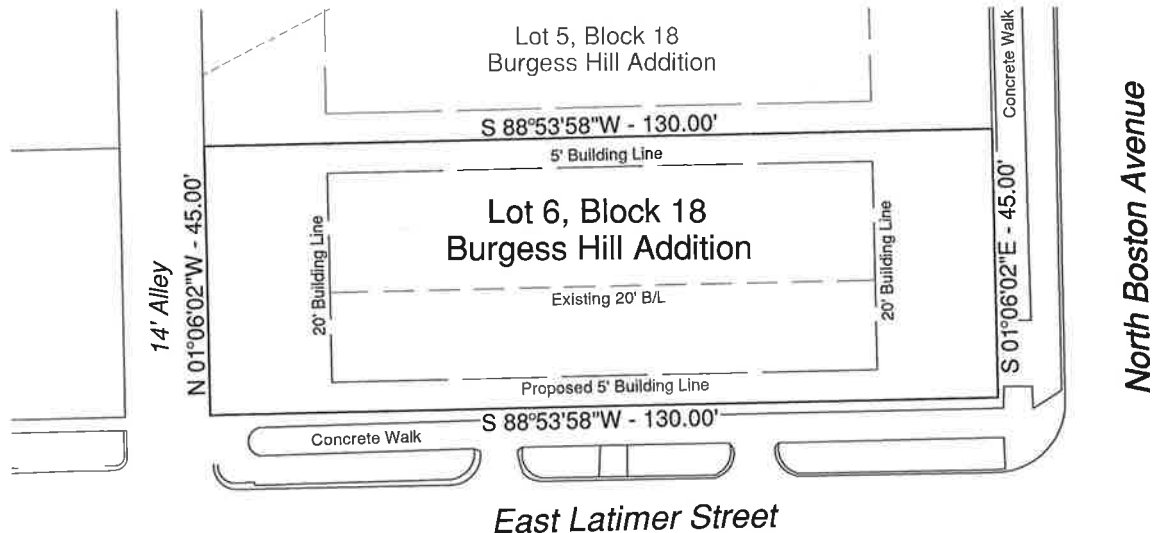 Lot 5, Block 18
Burgess Hill Addition
Concrete Walk
S 88°53'58"W - 130.00'
5' Building Line
Lot 6, Block 18
Burgess Hill Addition
20' Building Line
20' Building Line
14' Alley
N 01°06'02"W - 45.00'
S 01°06'02"E - 45.00'
North Boston Avenue
Existing 20' B/L
Proposed 5' Building Line
S 88°53'58"W - 130.00'
Concrete Walk
East Latimer Street